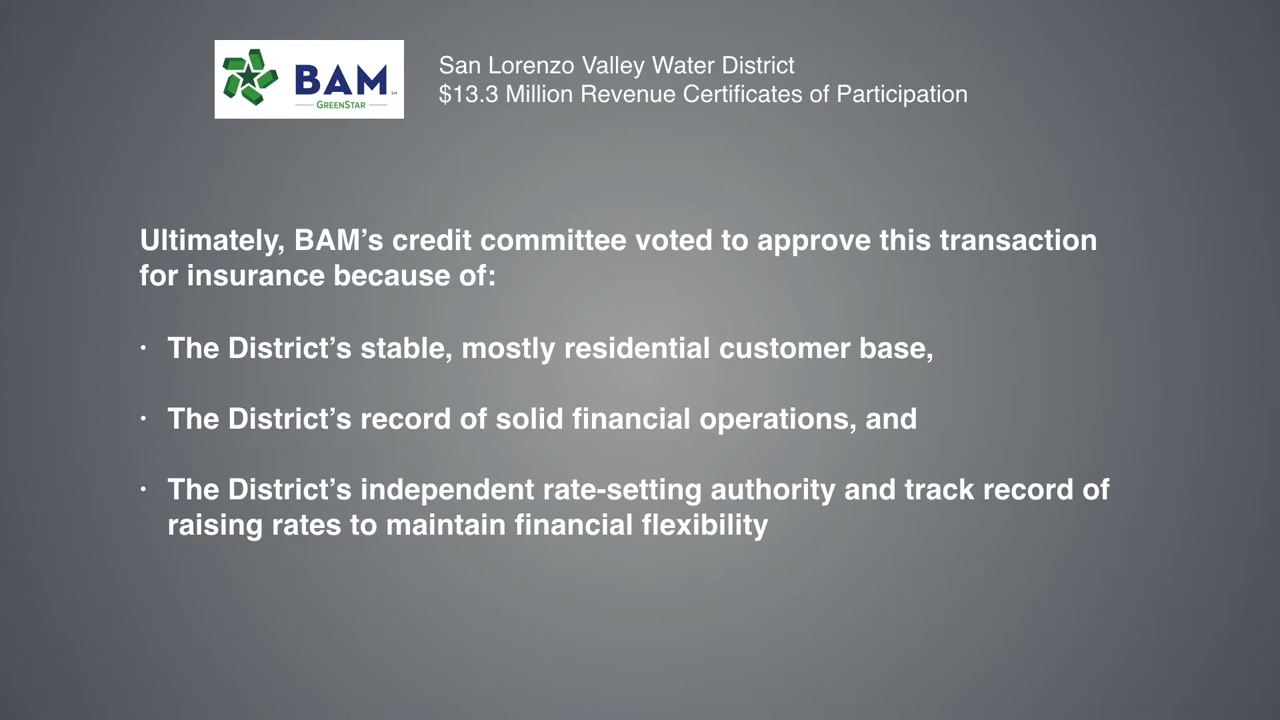 BAM
GREENSTAR
San Lorenzo Valley Water District
$13.3 Million Revenue Certificates of Participation
Ultimately, BAM’s credit committee voted to approve this transaction
for insurance because of:
· The District’s stable, mostly residential customer base,
· The District’s record of solid financial operations, and
· The District’s independent rate-setting authority and track record of
raising rates to maintain financial flexibility